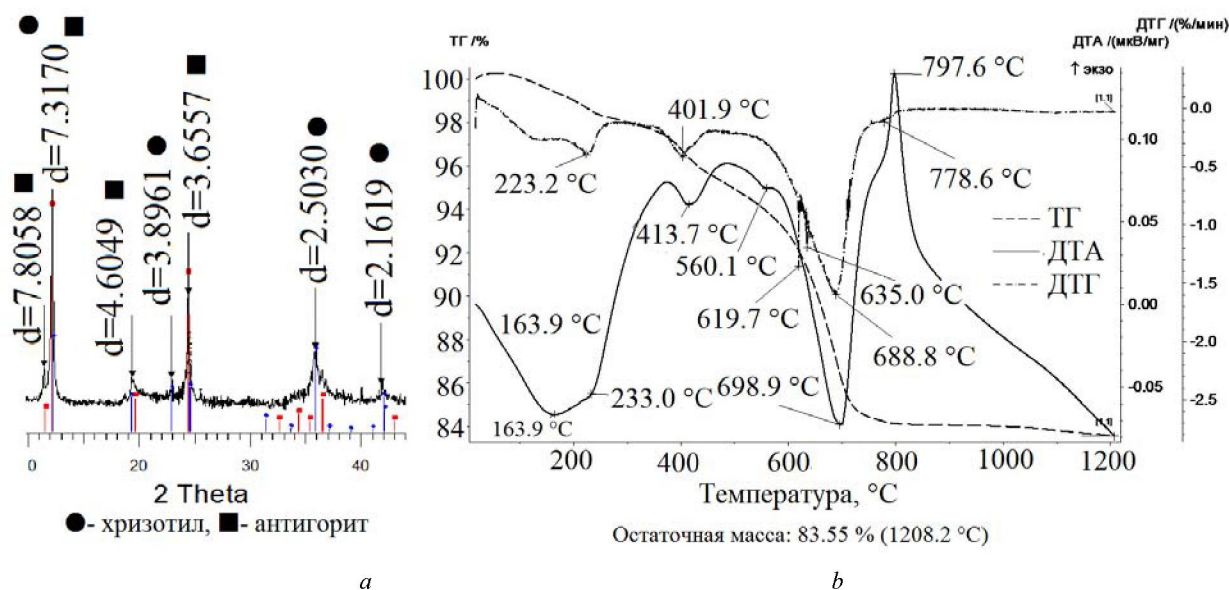 d=7.8058
d=7.3170
d=4.6049
d=3.8961
d=3.6557
d=2.5030
d=2.1619
0 20 30 40
2 Theta
●- хризотил, ■- антигорит
a
ТГ /%
100
98
96
94
92
90
88
86
84
ДТГ /(%/мин)
ДТА /(мкВ/мг)
↑ экзо
[1.1]
797.6 °C
401.9 °C
223.2 °C
778.6 °C
413.7 °C
560.1 °C
635.0 °C
619.7 °C
688.8 °C
163.9 °C
698.9 °C
233.0 °C
163.9 °C
ТГ
ДТА
ДТГ
0.10
0.05
0.00
-0.05
[1.1]
0.0
-0.5
-1.0
-1.5
-2.0
-2.5
200 400 600 800 1000 1200
Температура, °C
Остаточная масса: 83.55 % (1208.2 °C)
b